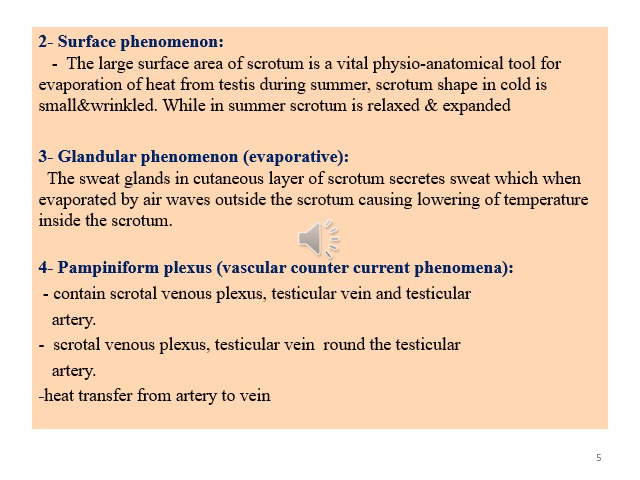 2- Surface phenomenon:
- The large surface area of scrotum is a vital physio-anatomical tool for
evaporation of heat from testis during summer, scrotum shape in cold is
small&wrinkled. While in summer scrotum is relaxed & expanded
3- Glandular phenomenon (evaporative):
The sweat glands in cutaneous layer of scrotum secretes sweat which when
evaporated by air waves outside the scrotum causing lowering of temperature
inside the scrotum.
4- Pampiniform plexus (vascular counter current phenomena):
- contain scrotal venous plexus, testicular vein and testicular
artery.
- scrotal venous plexus, testicular vein round the testicular
artery.
-heat transfer from artery to vein
5